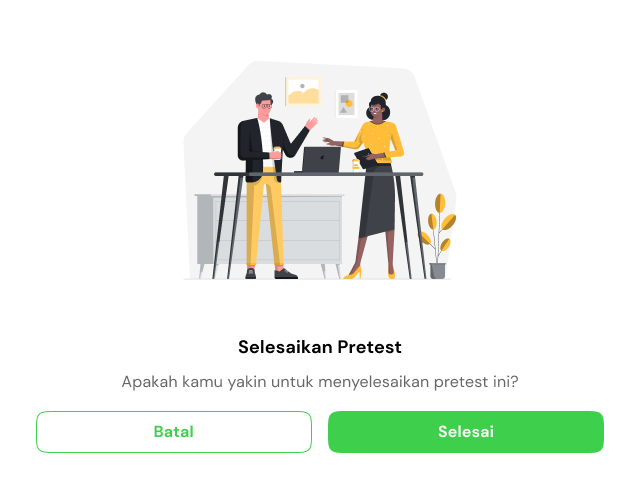 Selesaikan Pretest
Apakah kamu yakin untuk menyelesaikan pretest ini?
Batal
Selesai